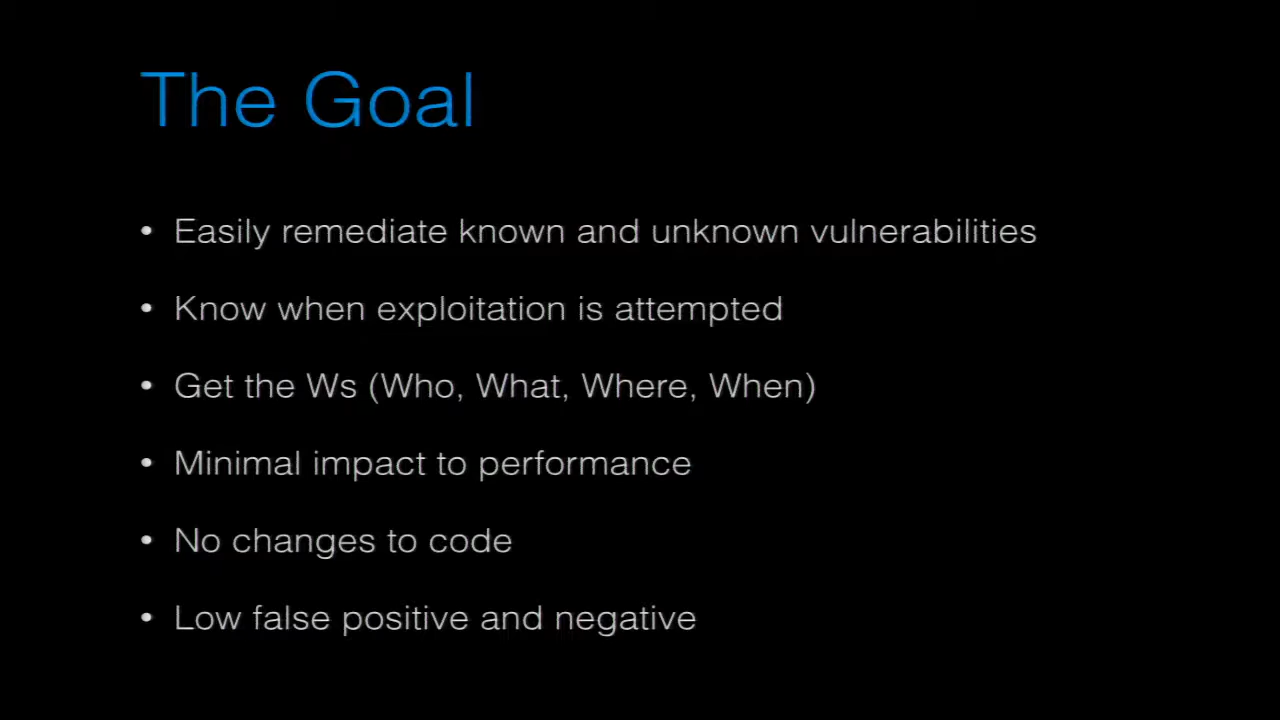 The Goal
• Easily remediate known and unknown vulnerabilities
• Know when exploitation is attempted
• Get the Ws (Who, What, Where, When)
• Minimal impact to performance
• No changes to code
• Low false positive and negative